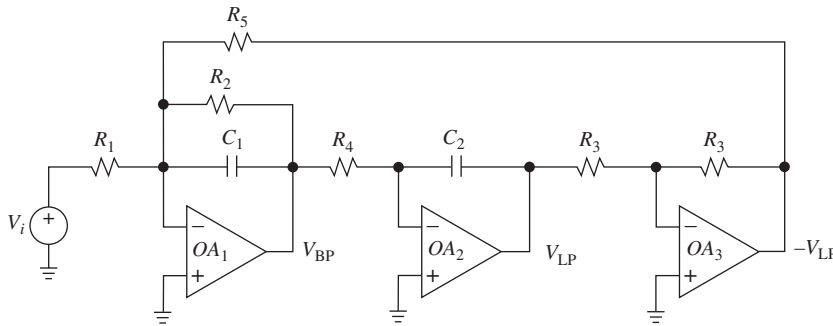 R5
R2
R1
C1
R4
C2
R3
R3
Vi
+
−
OA1
+
VBP
−
OA2
+
VLP
−
OA3
+
−VLP